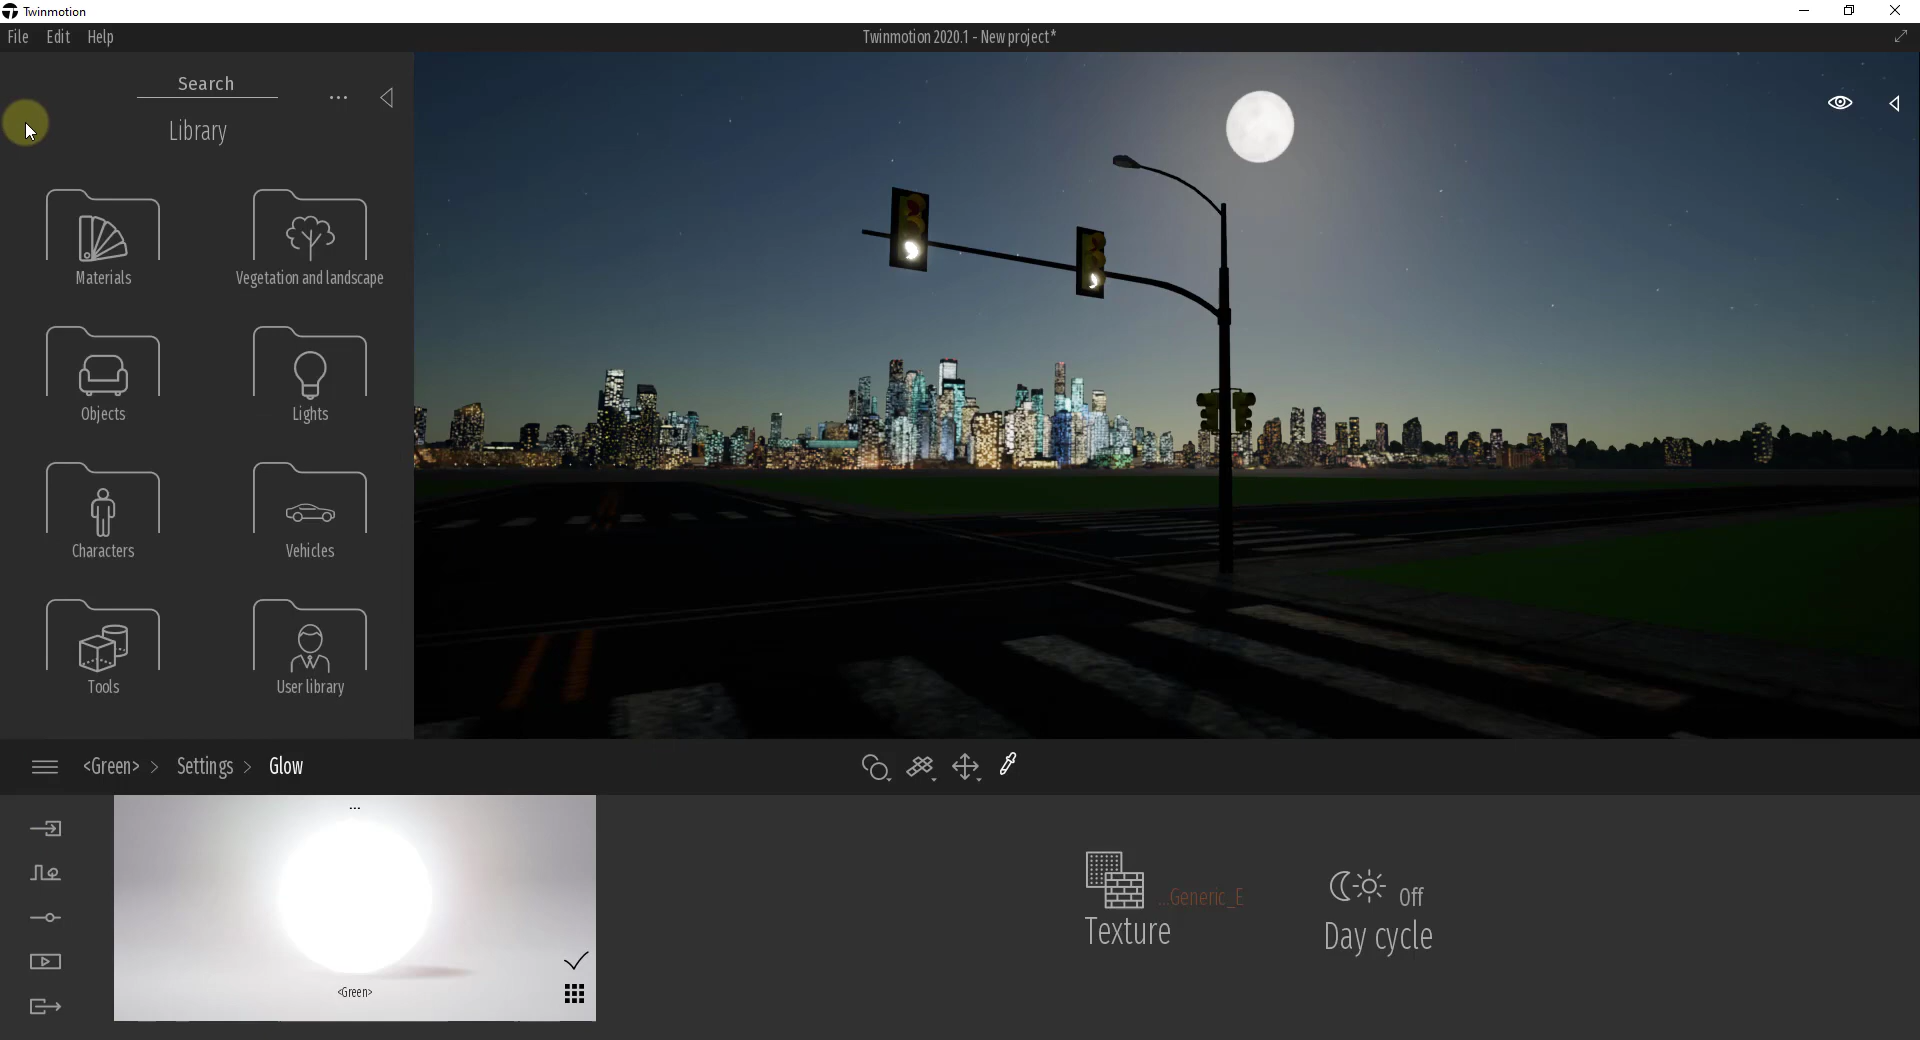 Twinmotion
File Edit Help
Twinmotion 2020.1 - New project*
Search
Library
Materials
Vegetation and landscape
Objects
Lights
Characters
Vehicles
Tools
User library
<Green> > Settings > Glow
...
<Green>
...Generic_E
Texture
Off
Day cycle